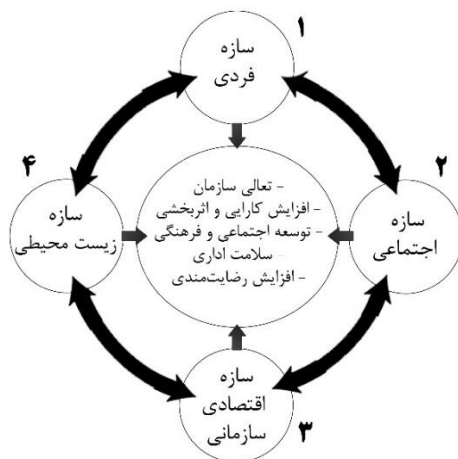 ۱
سازه
فردی
۲
سازه
اجتماعی
۳
سازه
اقتصادی
سازمانی
۴
سازه
زیست محیطی
- تعالی سازمان
- افزایش کارایی و اثربخشی
- توسعه اجتماعی و فرهنگی
- سلامت اداری
- افزایش رضایت‌مندی